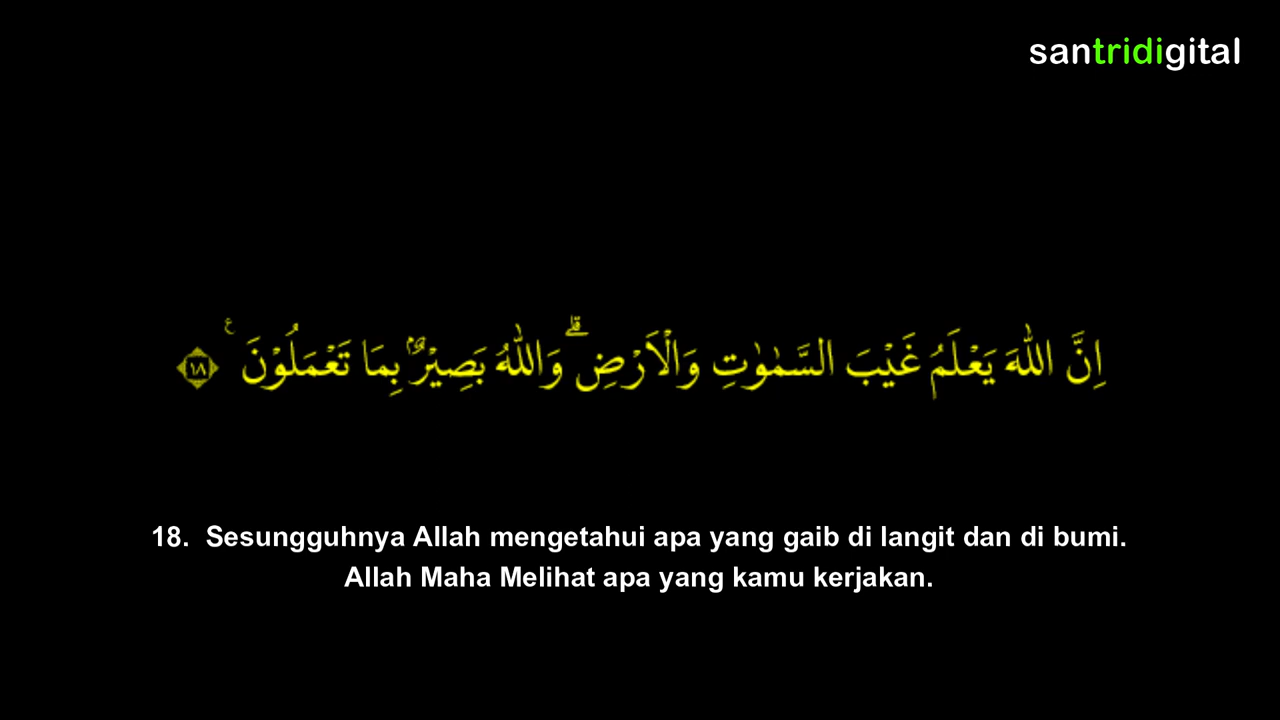 santridigital
اِنَّ اللّٰهَ يَعْلَمُ غَيْبَ السَّمٰوٰتِ وَالْاَرْضِۗ وَاللّٰهُ بَصِيْرٌۢ بِمَا تَعْمَلُوْنَ ࣖ ١٨
18. Sesungguhnya Allah mengetahui apa yang gaib di langit dan di bumi.
Allah Maha Melihat apa yang kamu kerjakan.